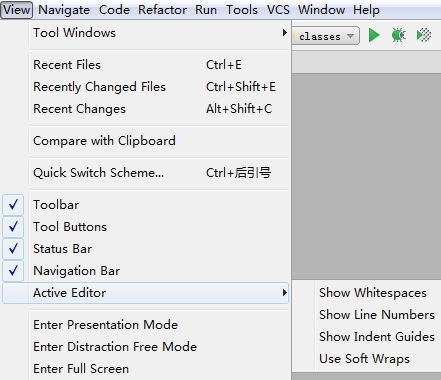 View Navigate Code Refactor Run Tools VCS Window Help
Tool Windows
classes
Recent Files Ctrl+E
Recently Changed Files Ctrl+Shift+E
Recent Changes Alt+Shift+C
Compare with Clipboard
Quick Switch Scheme... Ctrl+后引号
Toolbar
Tool Buttons
Status Bar
Navigation Bar
Active Editor
Show Whitespaces
Show Line Numbers
Show Indent Guides
Use Soft Wraps
Enter Presentation Mode
Enter Distraction Free Mode
Enter Full Screen